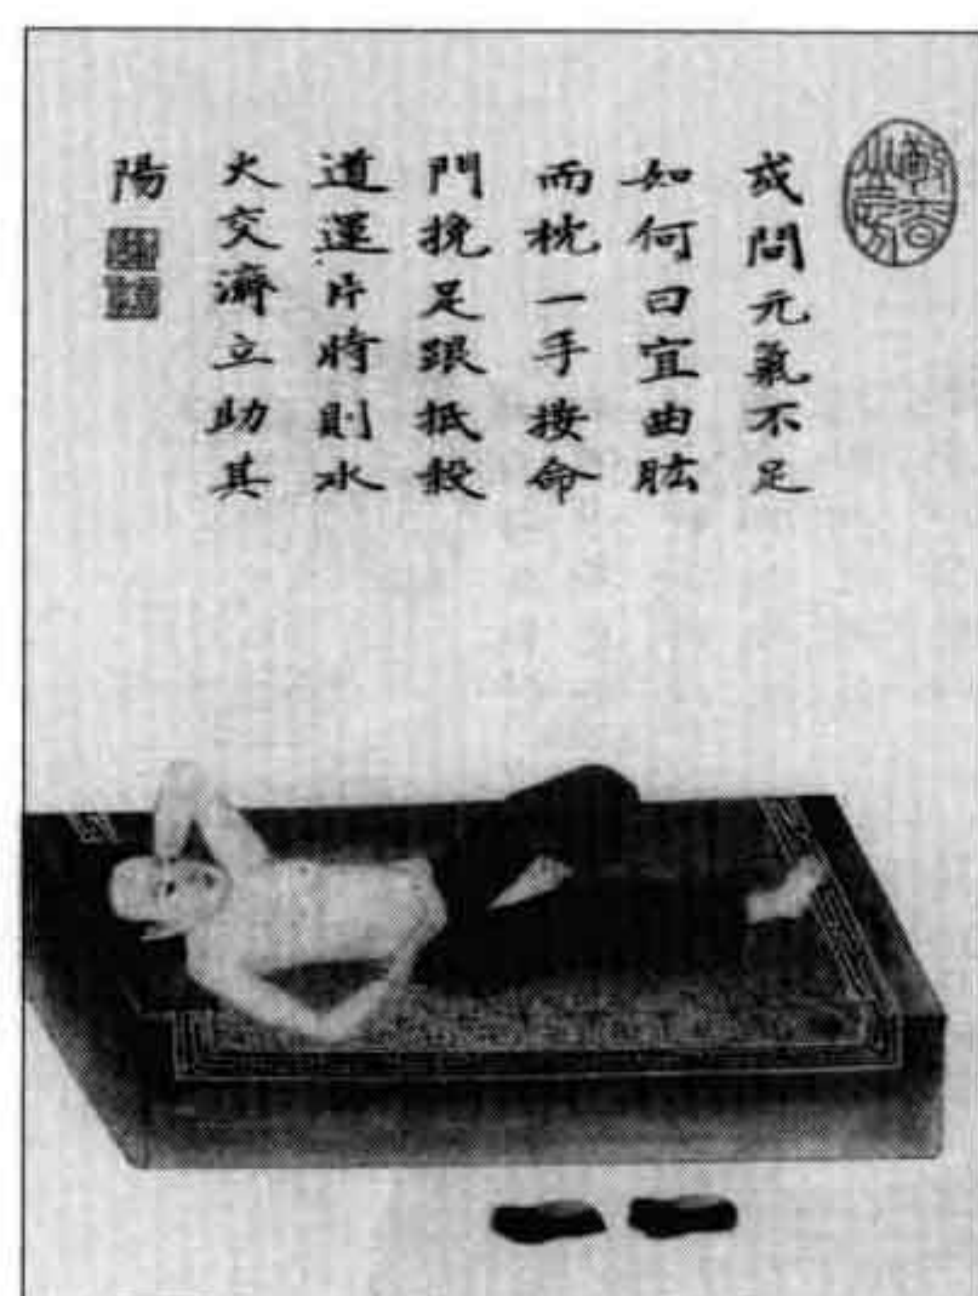 或問元氣不足
如何曰宜曲肱
而枕一手按命
門挽足跟抵穀
道運片時則水
火交濟立助其
陽